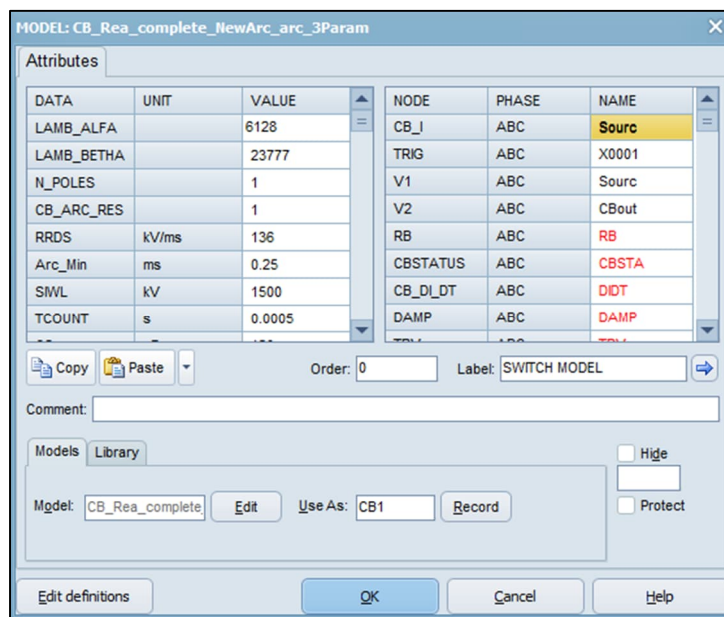 MODEL: CB_Rea_complete_NewArc_arc_3Param
Attributes
DATA UNIT VALUE NODE PHASE NAME
LAMB_ALFA 6128 CB_I ABC Sourc
LAMB_BETHA 23777 TRIG ABC X0001
N_POLES 1 V1 ABC Sourc
CB_ARC_RES 1 V2 ABC CBout
RRDS kV/ms 136 RB ABC RB
Arc_Min ms 0.25 CBSTATUS ABC CBSTA
SIWL kV 1500 CB_DI_DT ABC DIDT
TCOUNT s 0.0005 DAMP ABC DAMP
Copy Paste Order: 0 Label: SWITCH MODEL
Comment:
Models Library Hide
Model: CB_Rea_complete_ Edit Use As: CB1 Record Protect
Edit definitions OK Cancel Help